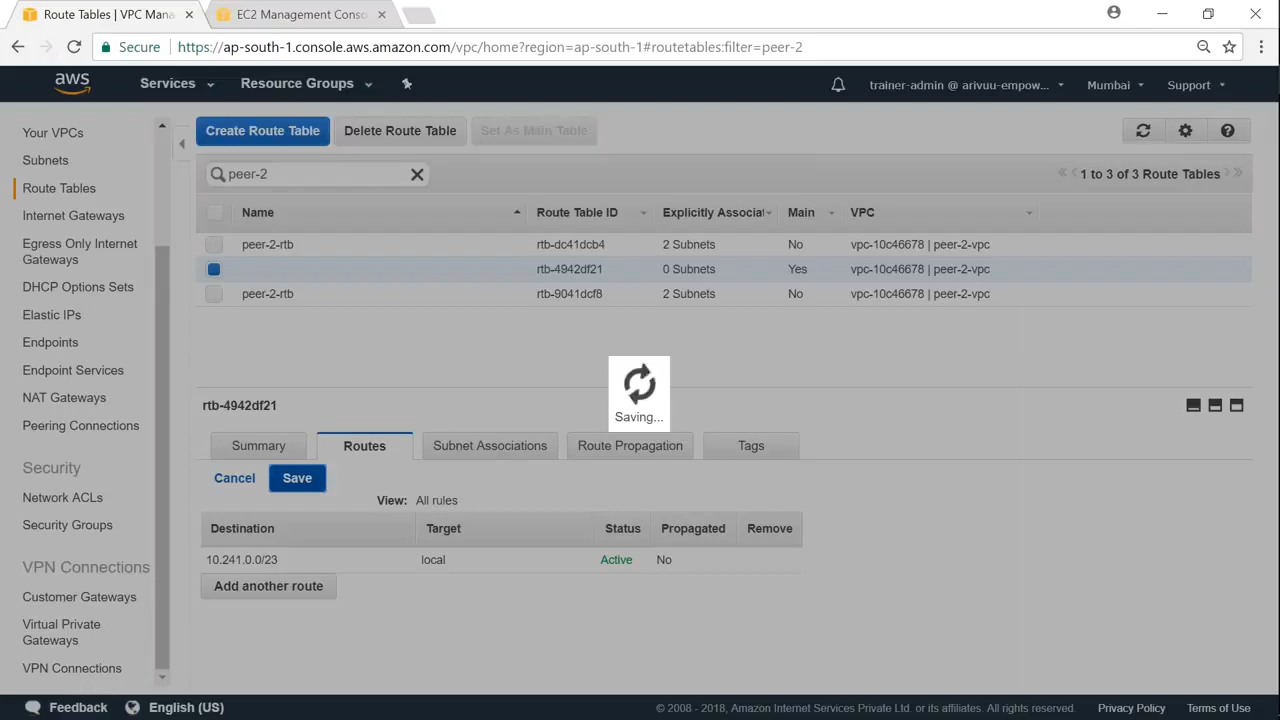 Route Tables | VPC Mana
EC2 Management Conso
Secure
https://ap-south-1.console.aws.amazon.com/vpc/home?region=ap-south-1#routetables:filter=peer-2
aws
Services
Resource Groups
trainer-admin @ arivuu-empow...
Mumbai
Support
Your VPCs
Subnets
Route Tables
Internet Gateways
Egress Only Internet
Gateways
DHCP Options Sets
Elastic IPs
Endpoints
Endpoint Services
NAT Gateways
Peering Connections
Security
Network ACLs
Security Groups
VPN Connections
Customer Gateways
Virtual Private
Gateways
VPN Connections
Create Route Table
Delete Route Table
Set As Main Table
peer-2
1 to 3 of 3 Route Tables
Name Route Table ID Explicitly Associat Main VPC
peer-2-rtb rtb-dc41dcb4 2 Subnets No vpc-10c46678 | peer-2-vpc
rtb-4942df21 0 Subnets Yes vpc-10c46678 | peer-2-vpc
peer-2-rtb rtb-9041dcf8 2 Subnets No vpc-10c46678 | peer-2-vpc
Saving...
rtb-4942df21
Summary Routes Subnet Associations Route Propagation Tags
Cancel Save
View: All rules
Destination Target Status Propagated Remove
10.241.0.0/23 local Active No
Add another route
Feedback
English (US)
© 2008 - 2018, Amazon Internet Services Private Ltd. or its affiliates. All rights reserved.
Privacy Policy
Terms of Use